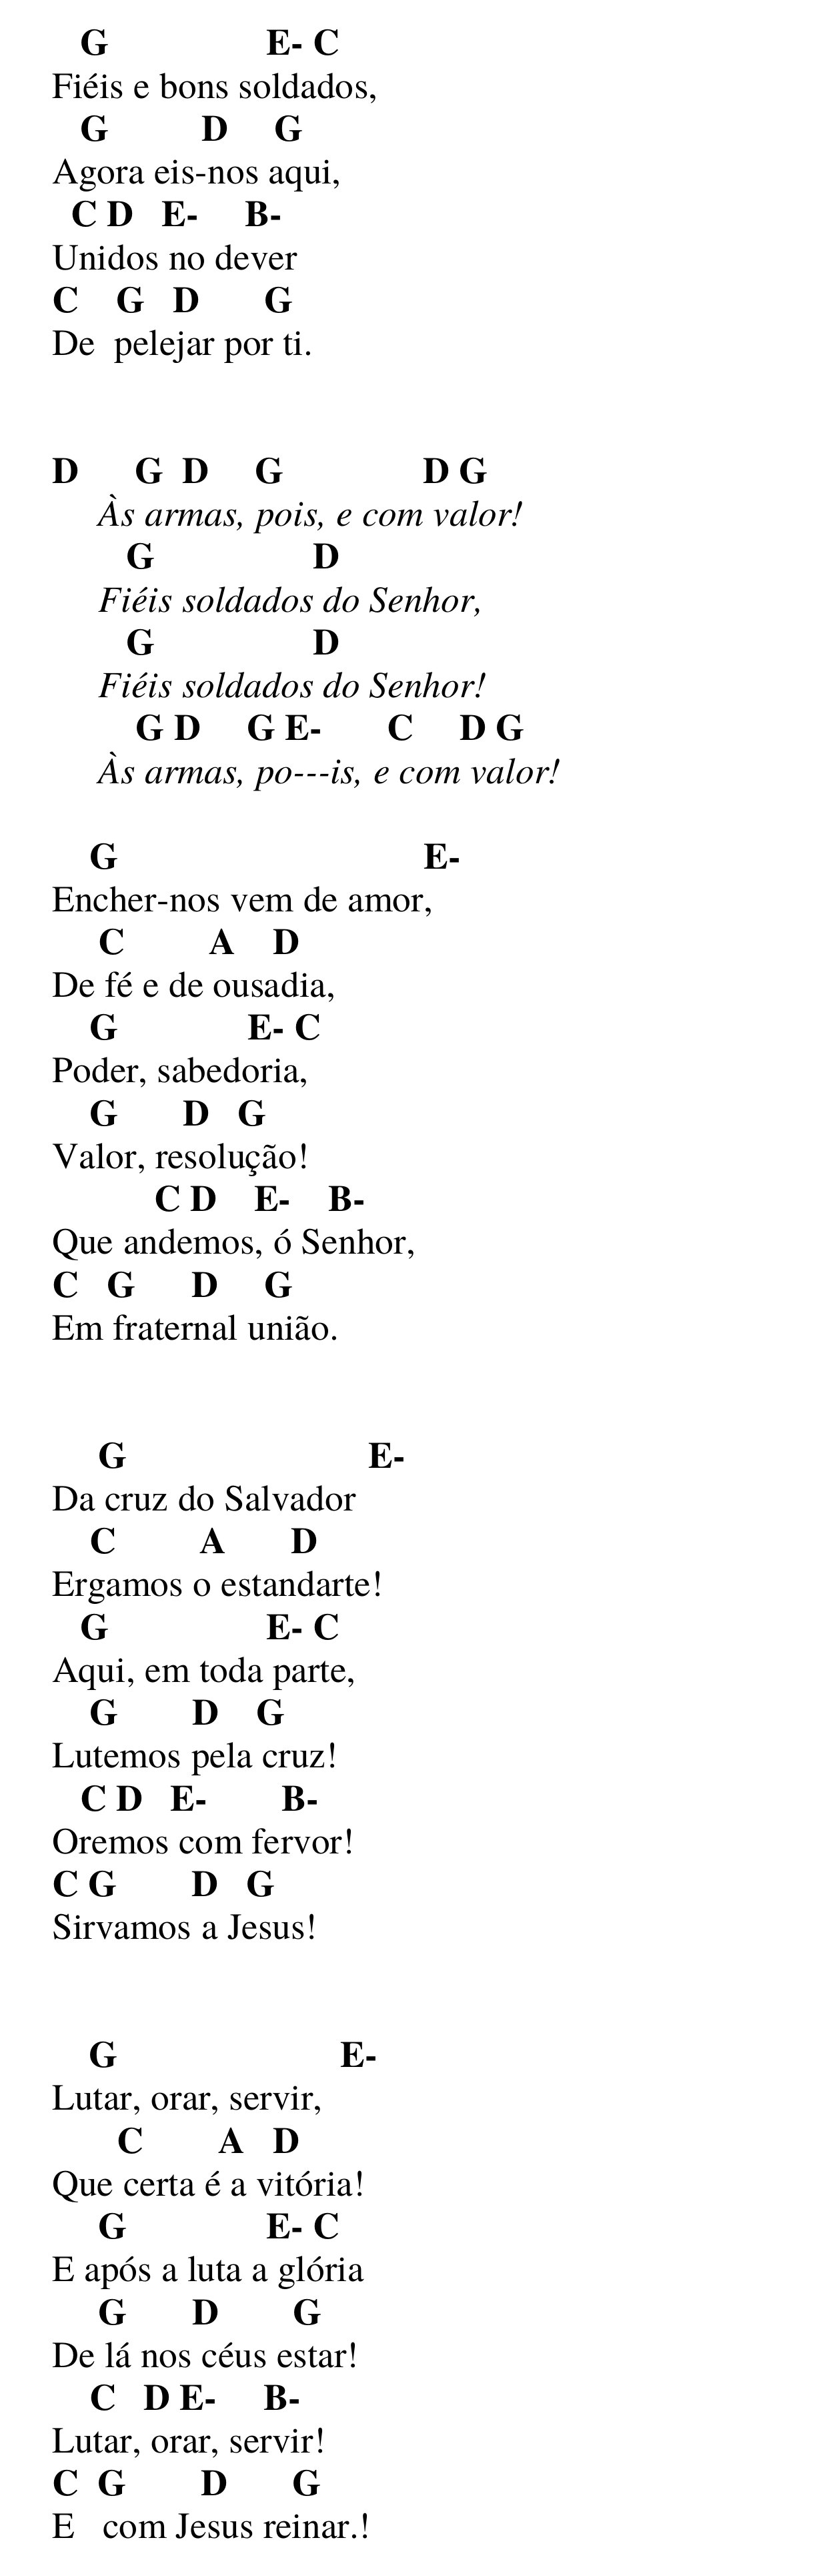 G E- C
Fiéis e bons soldados,
G D G
Agora eis-nos aqui,
C D E- B-
Unidos no dever
C G D G
De pelejar por ti.
D G D G D G
Às armas, pois, e com valor!
G D
Fiéis soldados do Senhor,
G D
Fiéis soldados do Senhor!
G D G E- C D G
Às armas, po---is, e com valor!
G E-
Encher-nos vem de amor,
C A D
De fé e de ousadia,
G E- C
Poder, sabedoria,
G D G
Valor, resolução!
C D E- B-
Que andemos, ó Senhor,
C G D G
Em fraternal união.
G E-
Da cruz do Salvador
C A D
Ergamos o estandarte!
G E- C
Aqui, em toda parte,
G D G
Lutemos pela cruz!
C D E- B-
Oremos com fervor!
C G D G
Sirvamos a Jesus!
G E-
Lutar, orar, servir,
C A D
Que certa é a vitória!
G E- C
E após a luta a glória
G D G
De lá nos céus estar!
C D E- B-
Lutar, orar, servir!
C G D G
E com Jesus reinar.!